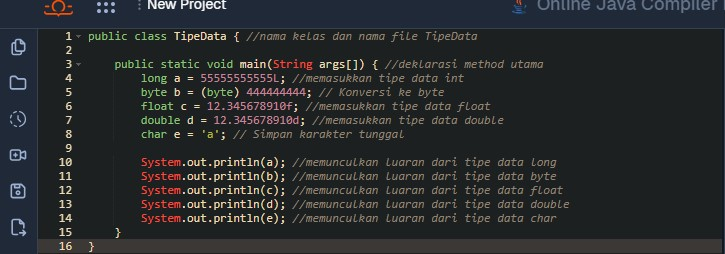 New Project
Online Java Compiler
1 public class TipeData { //nama kelas dan nama file TipeData
2
3 public static void main(String args[]) { //deklarasi method utama
4 long a = 55555555555L; //memasukkan tipe data int
5 byte b = (byte) 444444444; // Konversi ke byte
6 float c = 12.345678910f; //memasukkan tipe data float
7 double d = 12.345678910d; //memasukkan tipe data double
8 char e = 'a'; // Simpan karakter tunggal
9
10 System.out.println(a); //memunculkan luaran dari tipe data long
11 System.out.println(b); //memunculkan luaran dari tipe data byte
12 System.out.println(c); //memunculkan luaran dari tipe data float
13 System.out.println(d); //memunculkan luaran dari tipe data double
14 System.out.println(e); //memunculkan luaran dari tipe data char
15 }
16 }